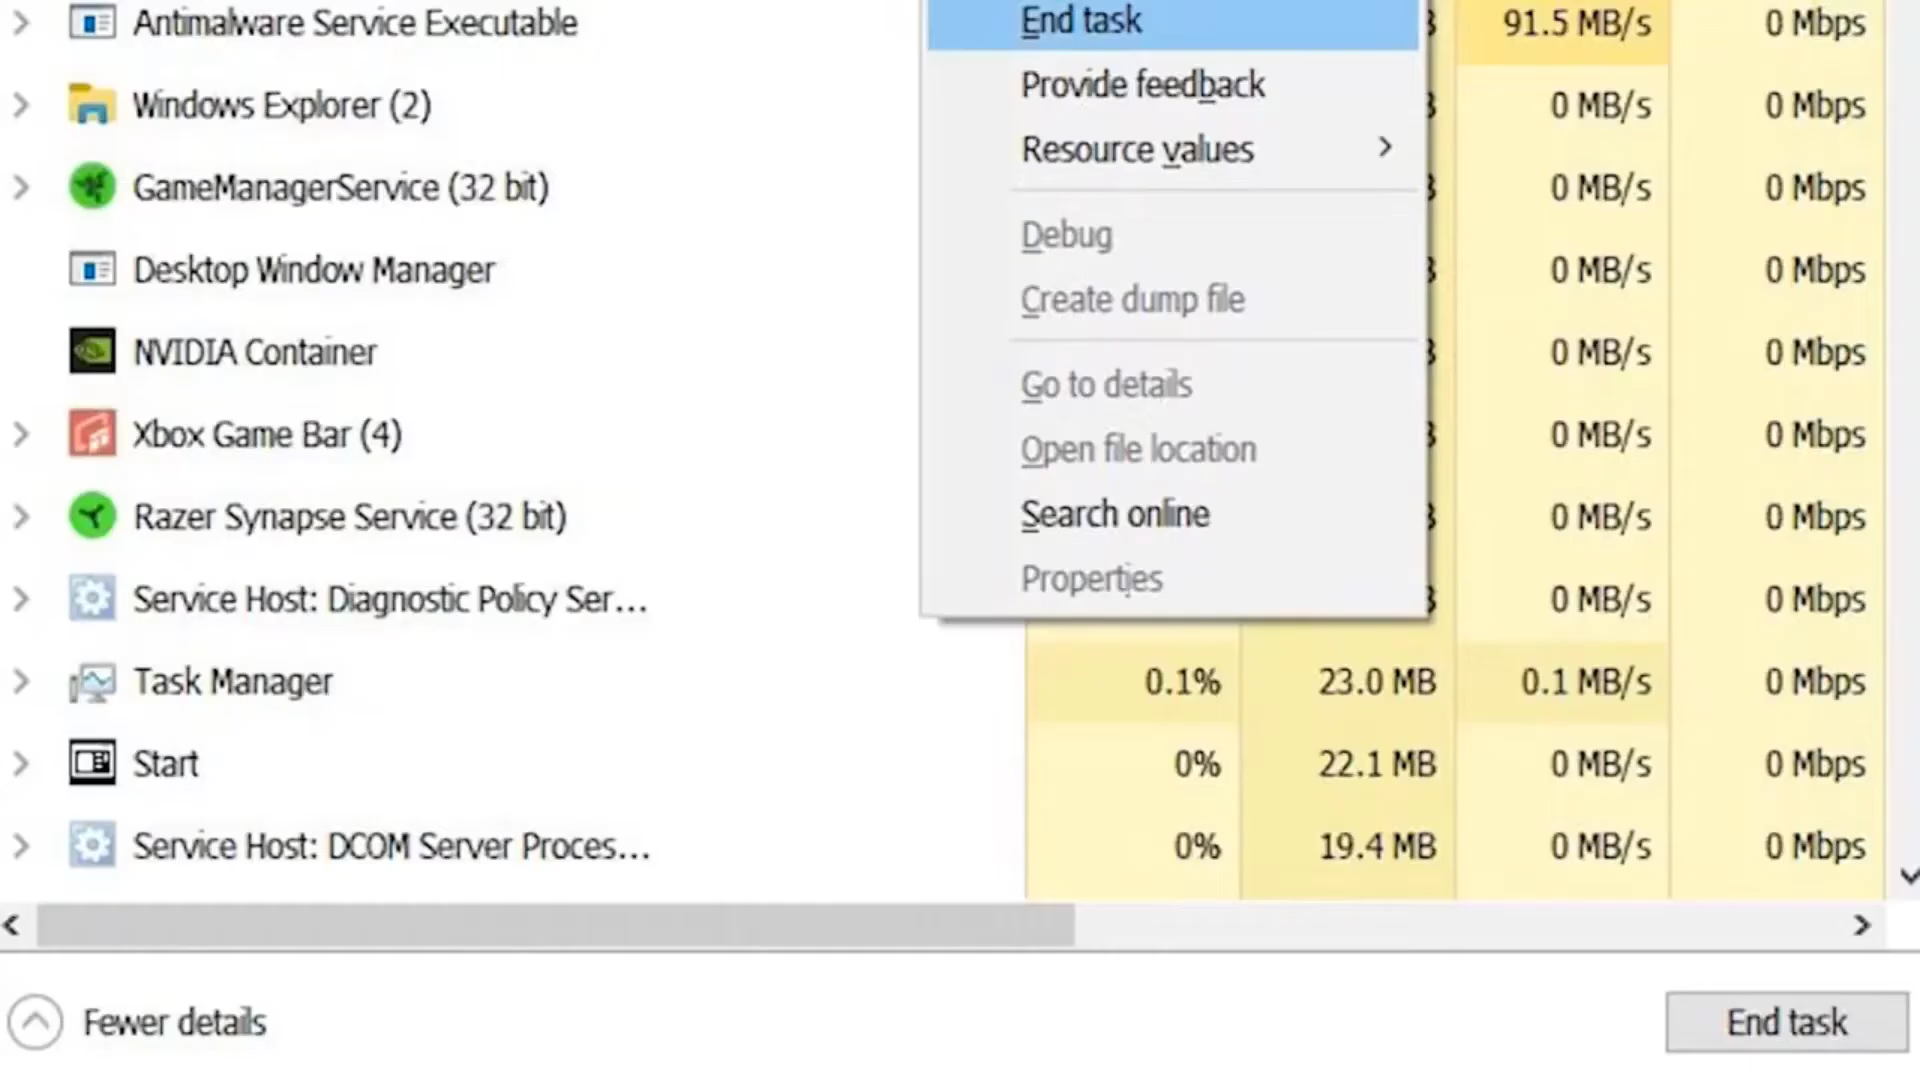 Antimalware Service Executable 91.5 MB/s 0 Mbps
End task
Provide feedback
Windows Explorer (2) 0 MB/s 0 Mbps
Resource values
GameManagerService (32 bit) 0 MB/s 0 Mbps
Debug
Desktop Window Manager 0 MB/s 0 Mbps
Create dump file
NVIDIA Container 0 MB/s 0 Mbps
Go to details
Xbox Game Bar (4) 0 MB/s 0 Mbps
Open file location
Razer Synapse Service (32 bit) 0 MB/s 0 Mbps
Search online
Properties
Service Host: Diagnostic Policy Ser... 0 MB/s 0 Mbps
Task Manager 0.1% 23.0 MB 0.1 MB/s 0 Mbps
Start 0% 22.1 MB 0 MB/s 0 Mbps
Service Host: DCOM Server Proces... 0% 19.4 MB 0 MB/s 0 Mbps
Fewer details
End task